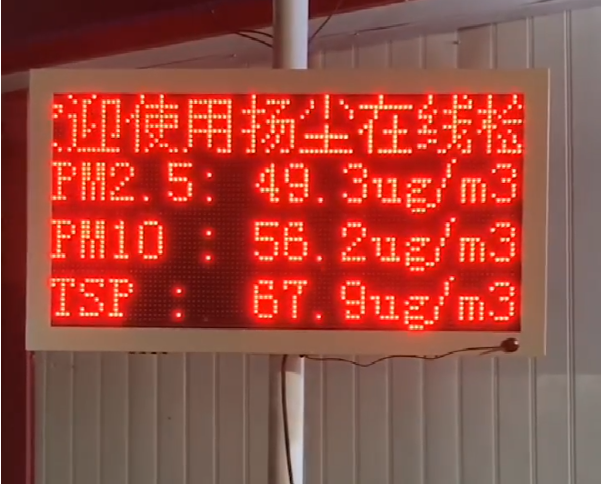 迎使用扬尘在线检
PM2.5: 49.3ug/m3
PM10 : 56.2ug/m3
TSP : 67.9ug/m3